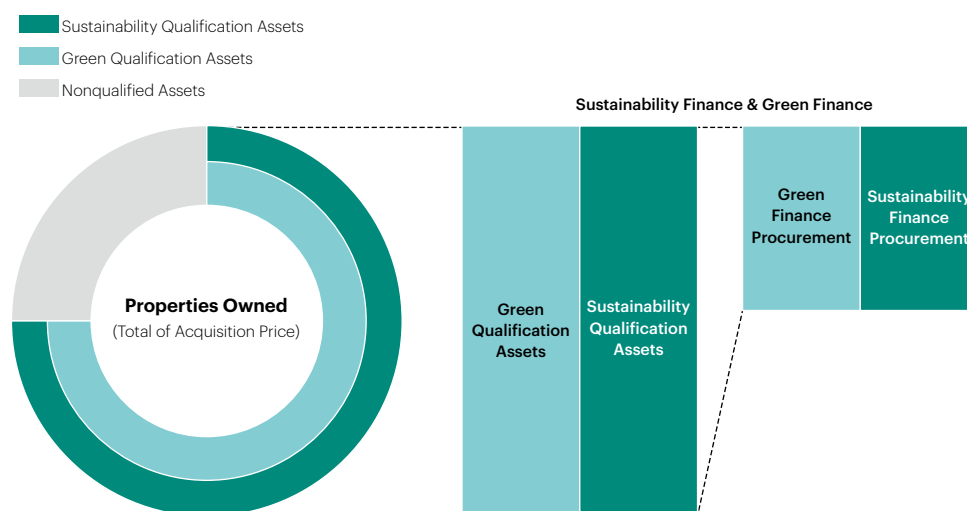 Sustainability Qualification Assets
Green Qualification Assets
Nonqualified Assets
Sustainability Finance & Green Finance
Properties Owned
(Total of Acquisition Price)
Green
Qualification
Assets
Sustainability
Qualification
Assets
Green
Finance
Procurement
Sustainability
Finance
Procurement